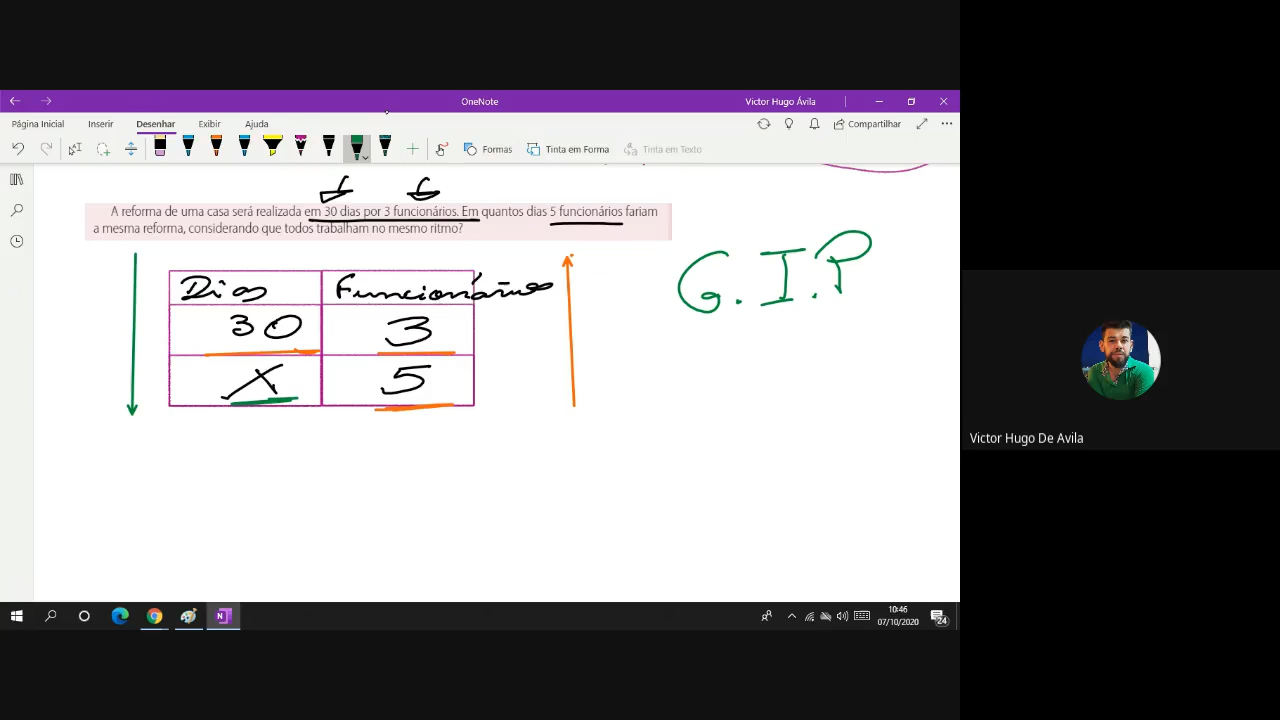 OneNote
Victor Hugo Ávila
Página Inicial Inserir Desenhar Exibir Ajuda
Compartilhar
Formas Tinta em Forma Tinta em Texto
A reforma de uma casa será realizada em 30 dias por 3 funcionários. Em quantos dias 5 funcionários fariam
a mesma reforma, considerando que todos trabalham no mesmo ritmo?
G.I.P
Dias Funcionários
30 3
X 5
Victor Hugo De Avila
10:46
07/10/2020
24